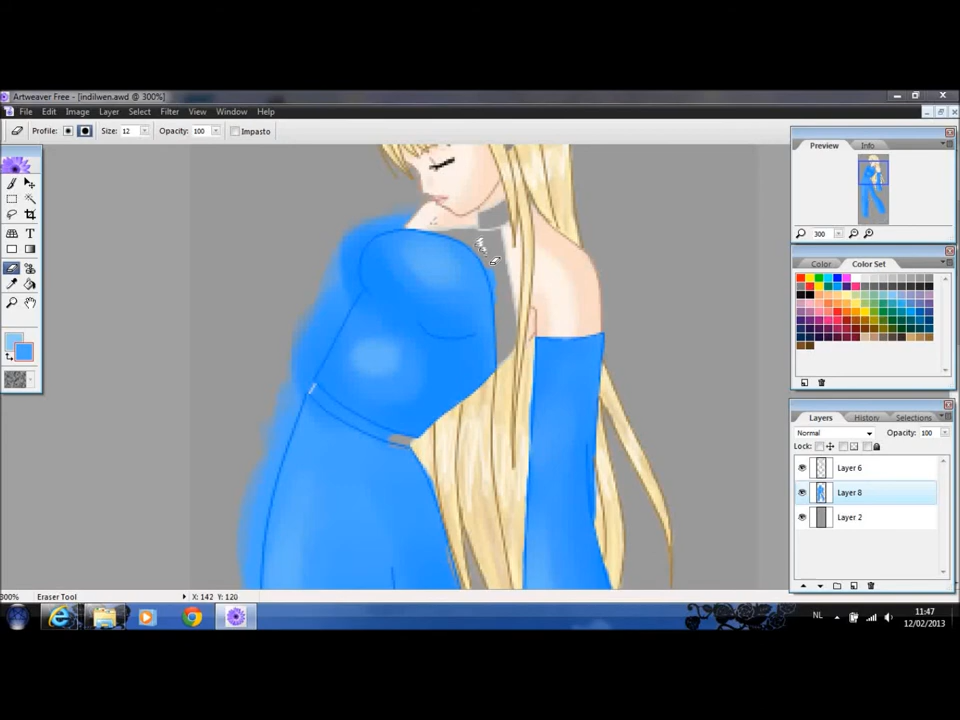 Artweaver Free - [indilwen.awd @ 300%]
File Edit Image Layer Select Filter View Window Help
Profile: Size: 12 Opacity: 100 Impasto
Preview Info
300
Color Color Set
Layers History Selections
Normal Opacity: 100
Lock:
Layer 6
Layer 8
Layer 2
300% Eraser Tool X: 142 Y: 120
NL 11:47
12/02/2013